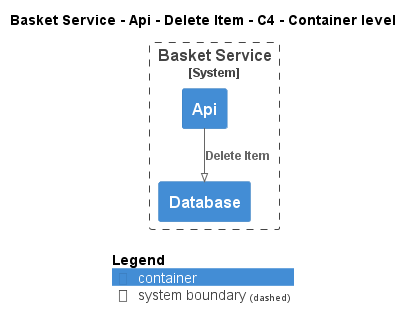 Basket Service - Api - Delete Item - C4 - Container level
Basket Service
[System]
Api
Delete Item
Database
Legend
container
system boundary (dashed)